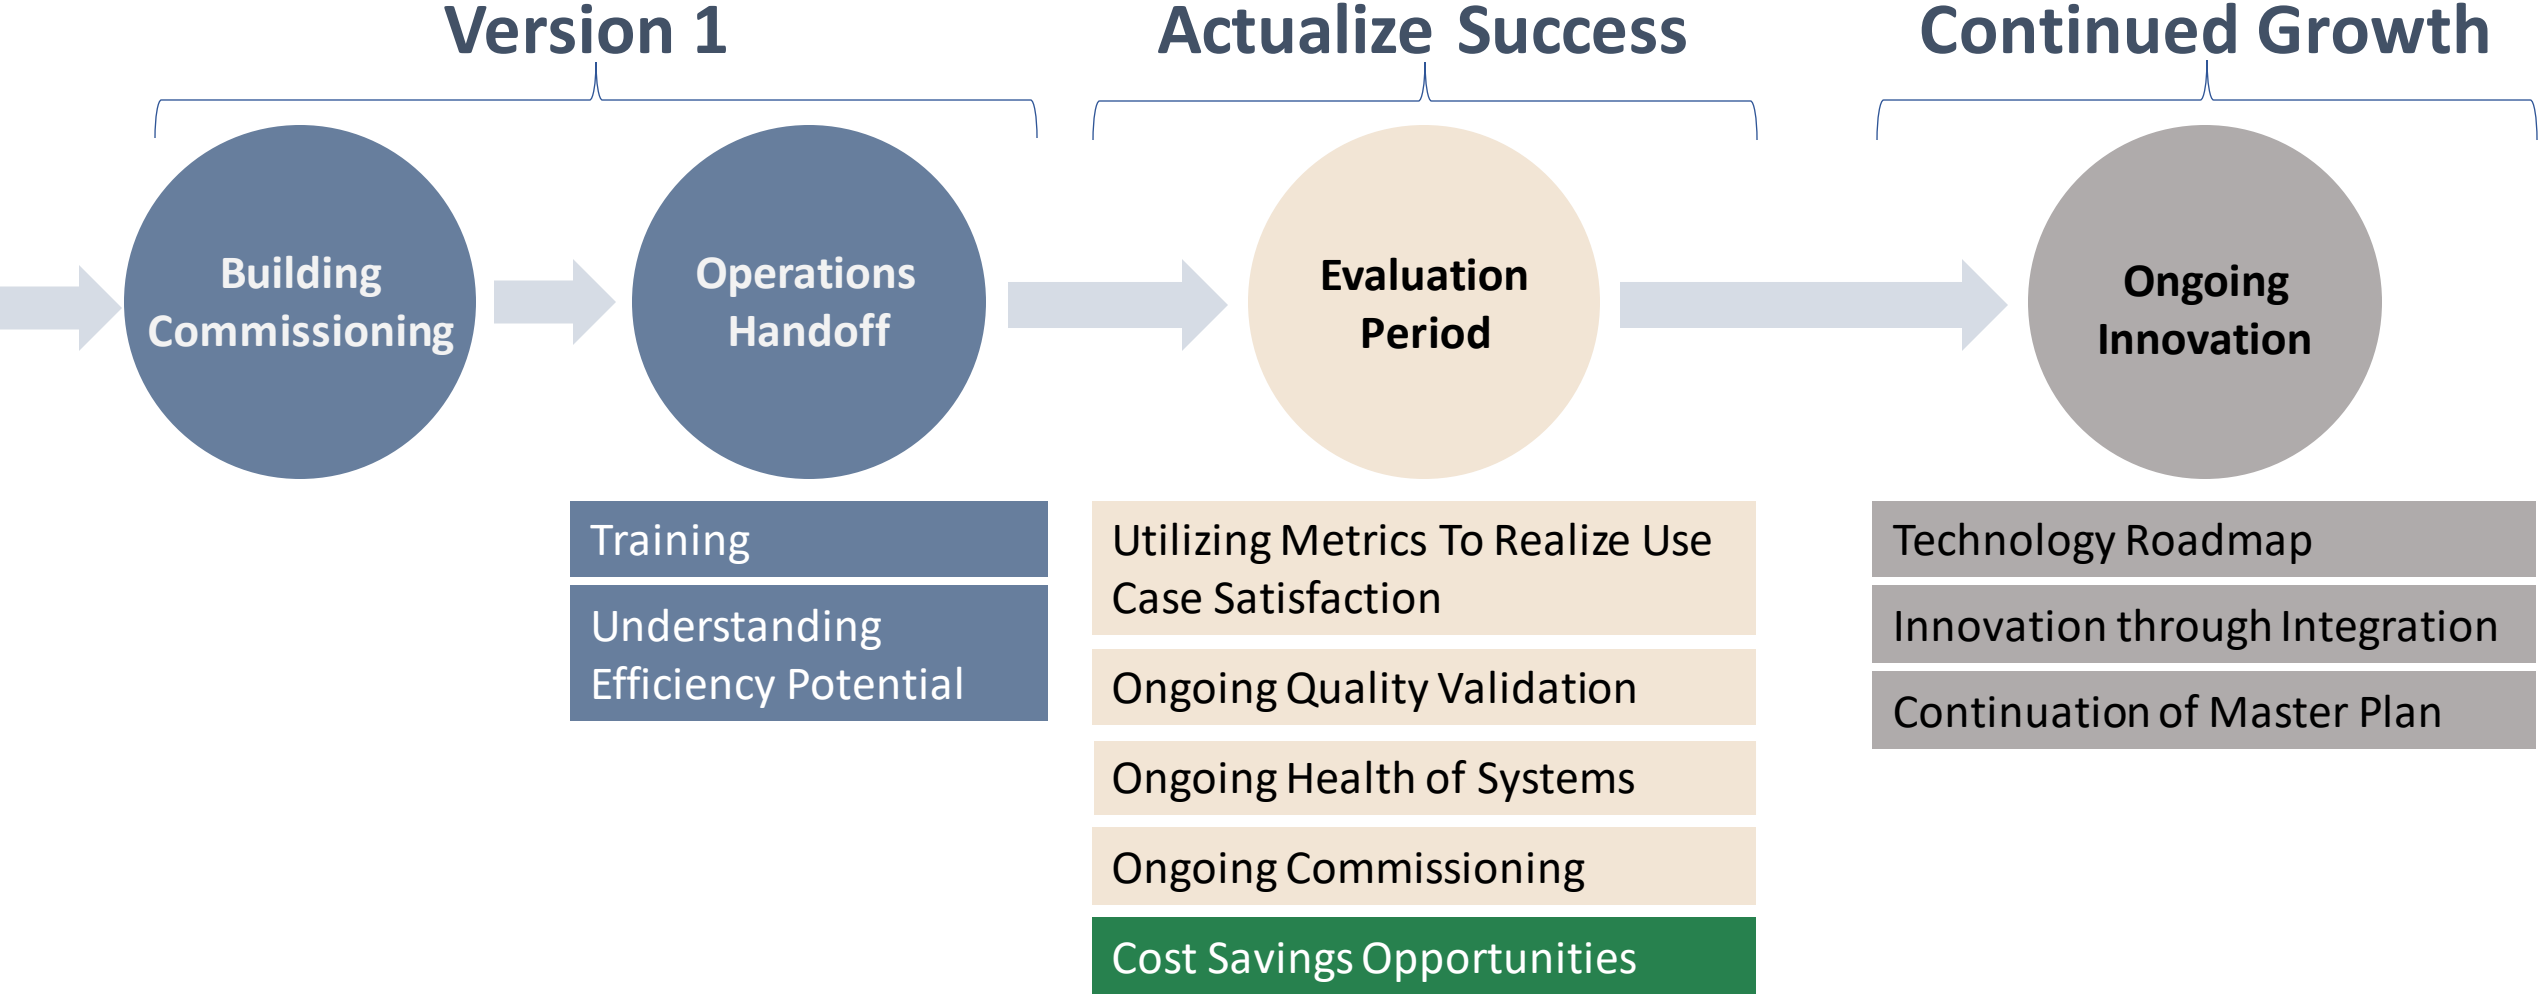 Version 1
Actualize Success
Continued Growth
Building
Commissioning
Operations
Handoff
Evaluation
Period
Ongoing
Innovation
Training
Understanding
Efficiency Potential
Utilizing Metrics To Realize Use
Case Satisfaction
Ongoing Quality Validation
Ongoing Health of Systems
Ongoing Commissioning
Cost Savings Opportunities
Technology Roadmap
Innovation through Integration
Continuation of Master Plan